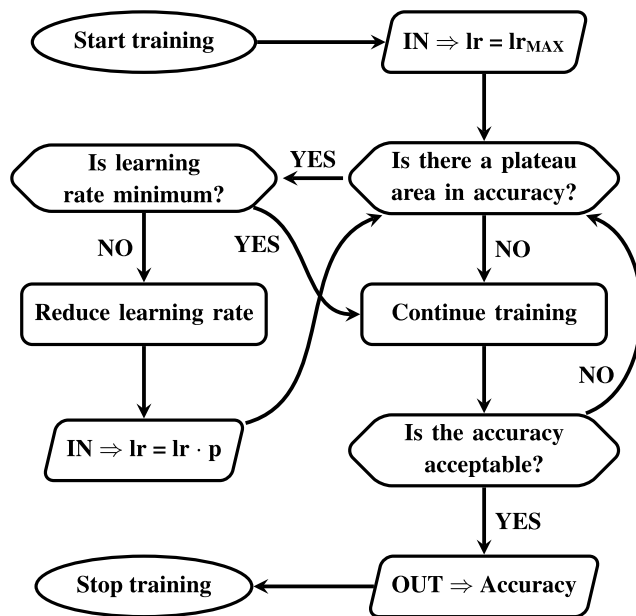 Start training
IN ⇒ lr = lr_MAX
Is there a plateau
area in accuracy?
YES
Is learning
rate minimum?
NO
YES
NO
Reduce learning rate
Continue training
IN ⇒ lr = lr · p
NO
Is the accuracy
acceptable?
YES
OUT ⇒ Accuracy
Stop training